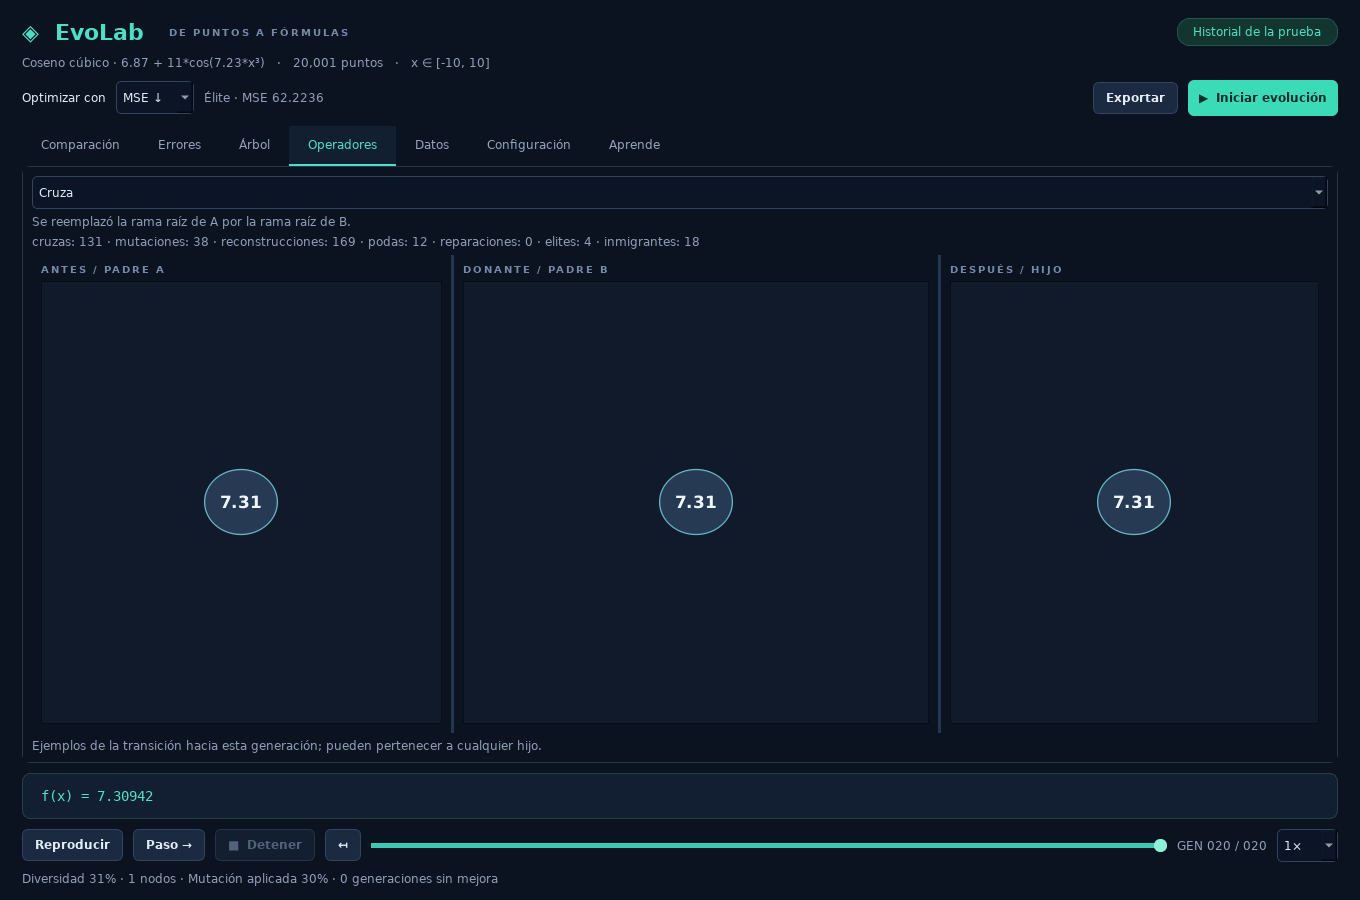 ◈ EvoLab DE PUNTOS A FÓRMULAS Historial de la prueba
Coseno cúbico · 6.87 + 11*cos(7.23*x³) · 20,001 puntos · x ∈ [-10, 10]
Optimizar con MSE ↓ Élite · MSE 62.2236 Exportar ▶ Iniciar evolución
Comparación Errores Árbol Operadores Datos Configuración Aprende
Cruza
Se reemplazó la rama raíz de A por la rama raíz de B.
cruzas: 131 · mutaciones: 38 · reconstrucciones: 169 · podas: 12 · reparaciones: 0 · elites: 4 · inmigrantes: 18
ANTES / PADRE A DONANTE / PADRE B DESPUÉS / HIJO
7.31 7.31 7.31
Ejemplos de la transición hacia esta generación; pueden pertenecer a cualquier hijo.
f(x) = 7.30942
Reproducir Paso → ■ Detener ↤ GEN 020 / 020 1×
Diversidad 31% · 1 nodos · Mutación aplicada 30% · 0 generaciones sin mejora